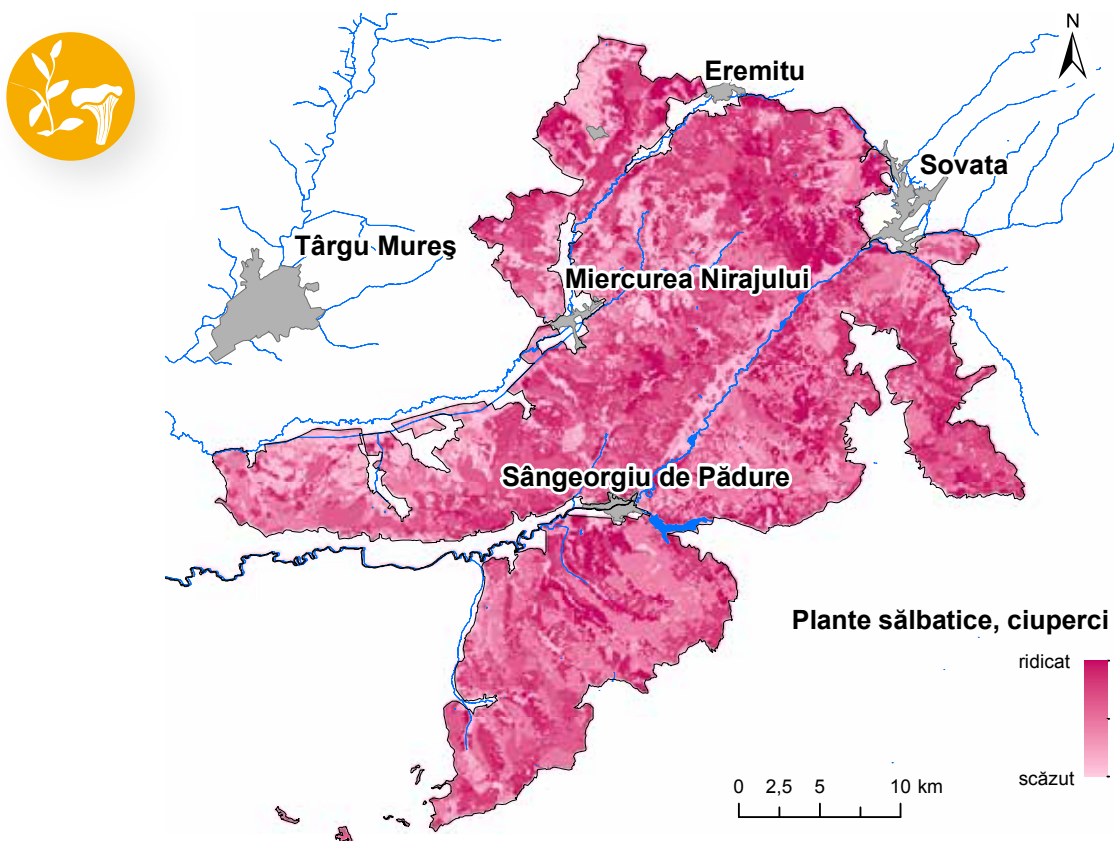 N
Eremitu
Sovata
Târgu Mureş
Miercurea Nirajului
Sângeorgiu de Pădure
Plante sălbatice, ciuperci
ridicat
scăzut
0 2,5 5 10 km